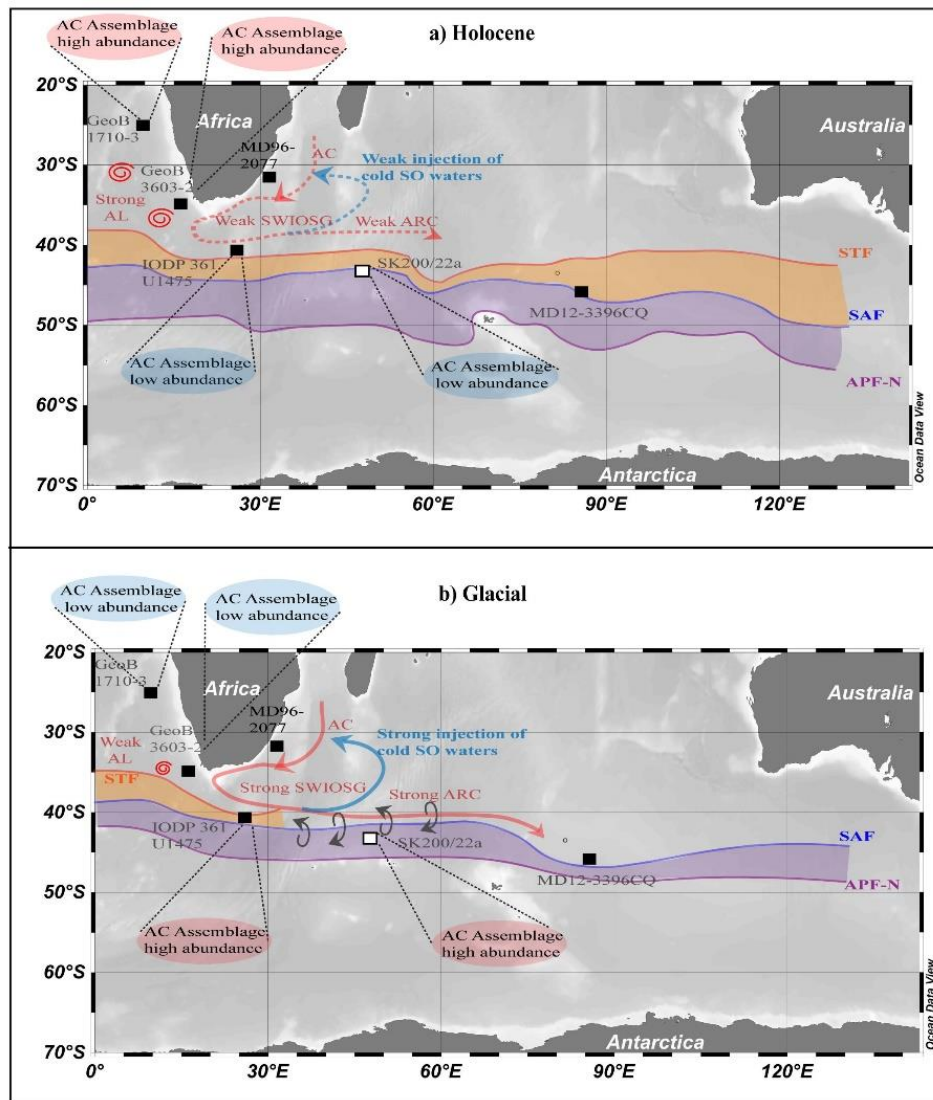 AC Assemblage
high abundance
AC Assemblage
high abundance
a) Holocene
20°S
30°S
40°S
50°S
60°S
70°S
GeoB
1710-3
Africa
Australia
MD96-
2077
AC
Weak injection of
cold SO waters
GeoB
3603-2
Strong
AL
Weak SWIOSG
Weak ARC
IODP 361
U1475
SK200/22a
STF
MD12-3396CQ
SAF
AC Assemblage
low abundance
AC Assemblage
low abundance
APF-N
Antarctica
Ocean Data View
0°
30°E
60°E
90°E
120°E
AC Assemblage
low abundance
AC Assemblage
low abundance
b) Glacial
20°S
30°S
40°S
50°S
60°S
70°S
GeoB
1710-3
Africa
Australia
MD96-
2077
AC
GeoB
3603-2
Strong injection of
cold SO waters
Weak
AL
STF
Strong SWIOSG
Strong ARC
IODP 361
U1475
SK200/22a
SAF
MD12-3396CQ
APF-N
AC Assemblage
high abundance
AC Assemblage
high abundance
Antarctica
Ocean Data View
0°
30°E
60°E
90°E
120°E